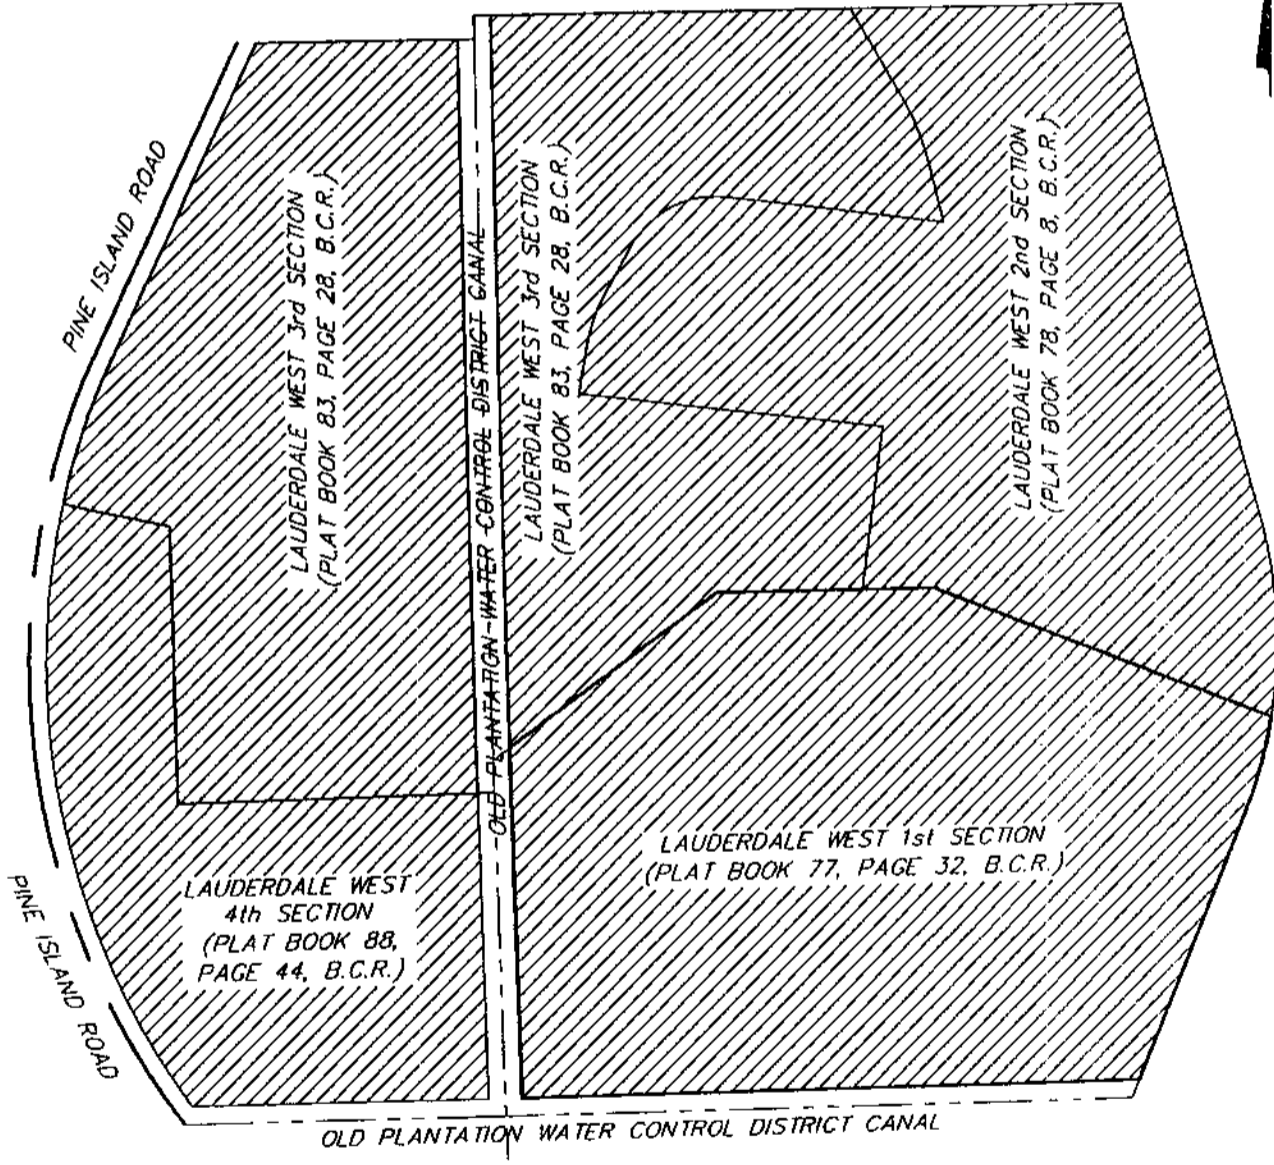 PINE ISLAND ROAD
LAUDERDALE WEST 3rd SECTION
(PLAT BOOK 83, PAGE 28, B.C.R.)
OLD PLANTATION WATER CONTROL DISTRICT CANAL
LAUDERDALE WEST 3rd SECTION
(PLAT BOOK 83, PAGE 28, B.C.R.)
LAUDERDALE WEST 2nd SECTION
(PLAT BOOK 78, PAGE 8, B.C.R.)
LAUDERDALE WEST 1st SECTION
(PLAT BOOK 77, PAGE 32, B.C.R.)
LAUDERDALE WEST
4th SECTION
(PLAT BOOK 88,
PAGE 44, B.C.R.)
PINE ISLAND ROAD
OLD PLANTATION WATER CONTROL DISTRICT CANAL